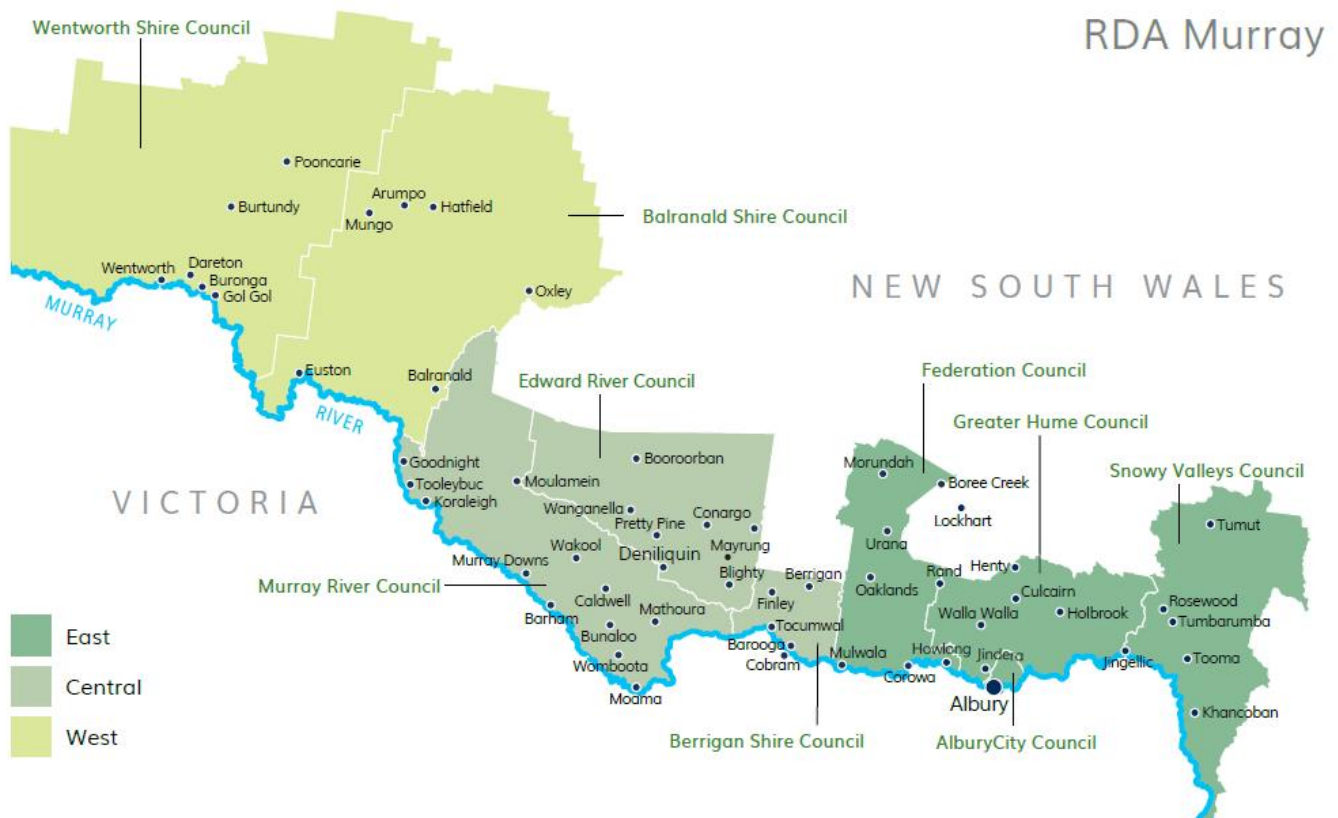 Wentworth Shire Council
RDA Murray
Pooncarie
Burtundy
Arumpo
Hatfield
Mungo
Balranald Shire Council
Wentworth
Dareton
Buronga
Gol Gol
Oxley
NEW SOUTH WALES
MURRAY
RIVER
Euston
Balranald
Edward River Council
Federation Council
Greater Hume Council
Snowy Valleys Council
VICTORIA
Goodnight
Tooleybuc
Koraleigh
Moulamein
Booroorban
Wanganella
Pretty Pine
Conargo
Deniliquin
Mayrung
Blighty
Morundah
Boree Creek
Lockhart
Urana
Tumut
Murray Downs
Wakool
Murray River Council
Caldwell
Mathoura
Barham
Bunaloo
Womboota
Moama
Berrigan
Finley
Tocumwal
Barooga
Cobram
Oaklands
Rand
Henty
Culcairn
Walla Walla
Holbrook
Rosewood
Tumbarumba
Mulwala
Corowa
Howlong
Jindera
Albury
Jingellic
Tooma
Khancoban
Berrigan Shire Council
AlburyCity Council
East
Central
West